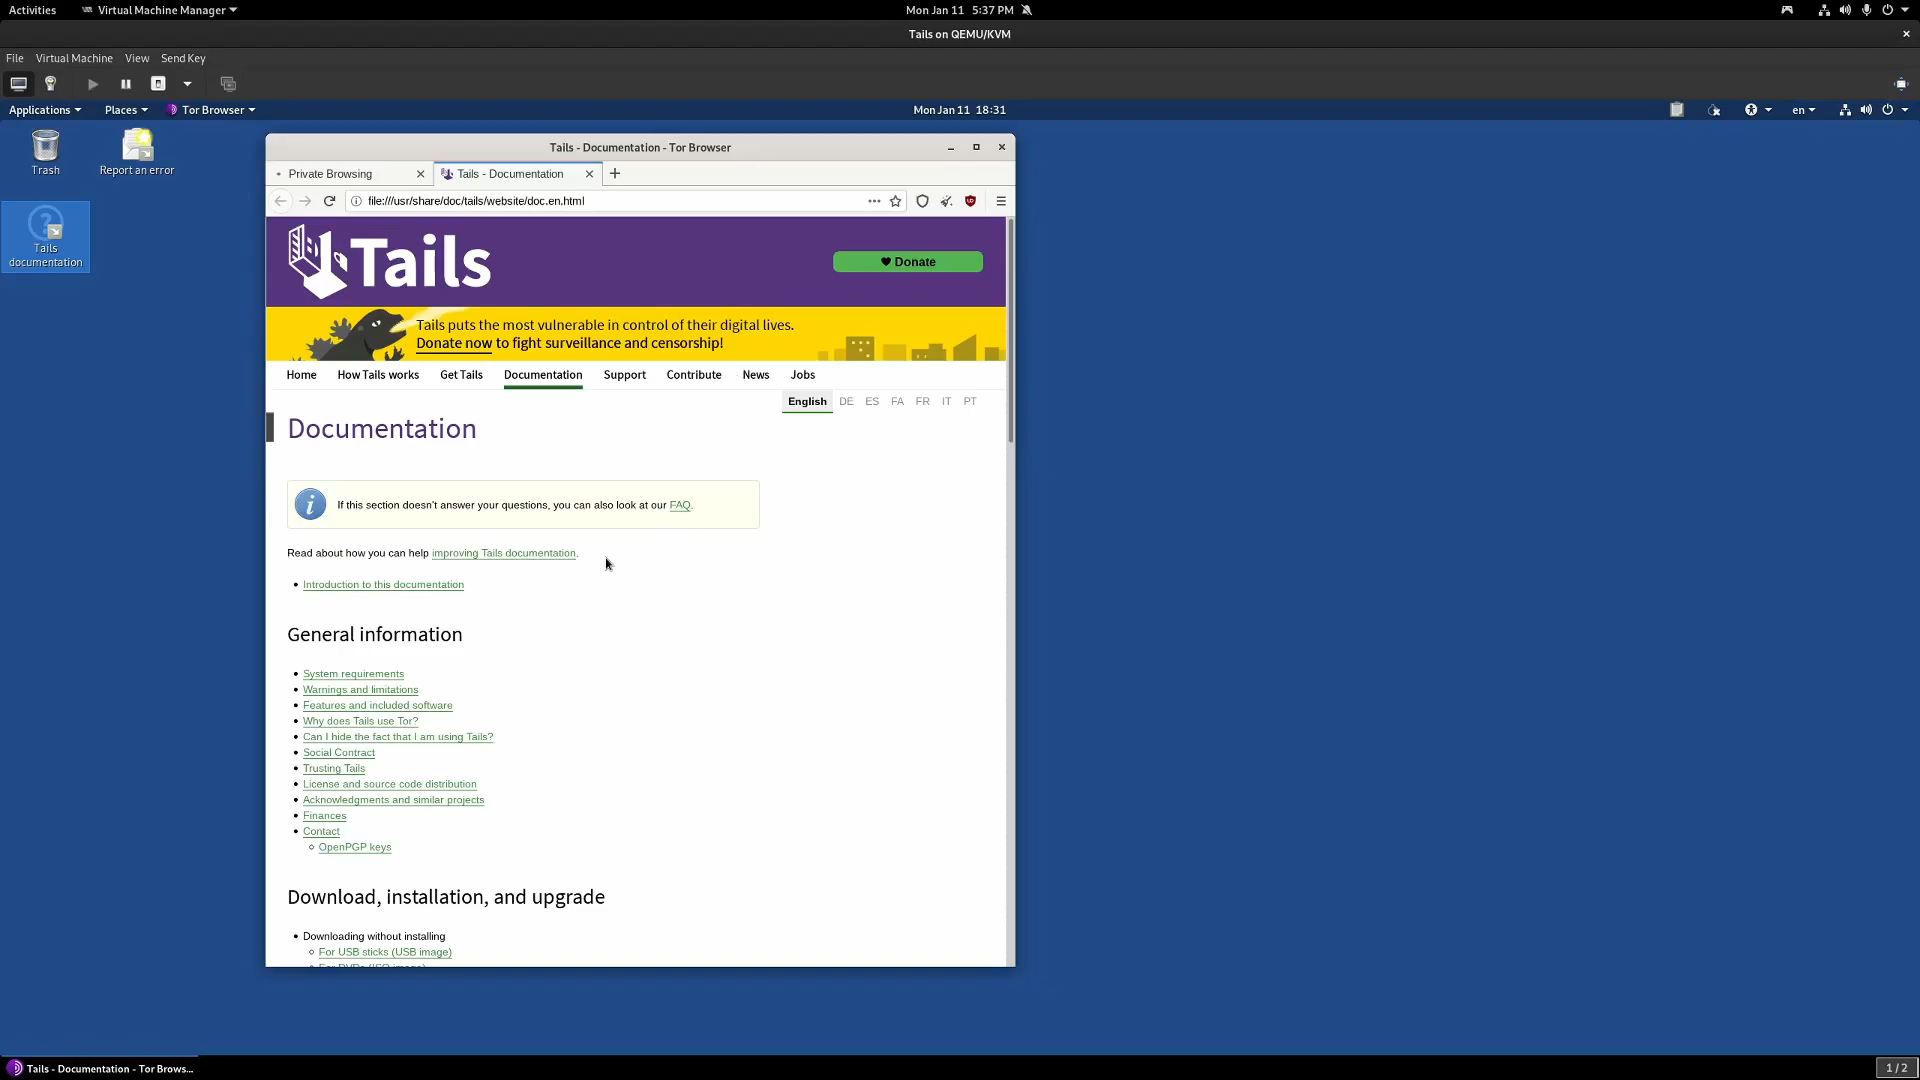 Activities
Virtual Machine Manager
Mon Jan 11 5:37 PM
Tails on QEMU/KVM
File Virtual Machine View Send Key
Applications Places Tor Browser
Mon Jan 11 18:31
en
Trash
Report an error
Tails
documentation
Tails - Documentation - Tor Browser
Private Browsing
Tails - Documentation
file:///usr/share/doc/tails/website/doc.en.html
Tails
Donate
Tails puts the most vulnerable in control of their digital lives.
Donate now to fight surveillance and censorship!
Home How Tails works Get Tails Documentation Support Contribute News Jobs
English DE ES FA FR IT PT
Documentation
i
If this section doesn't answer your questions, you can also look at our FAQ.
Read about how you can help improving Tails documentation.
Introduction to this documentation
General information
System requirements
Warnings and limitations
Features and included software
Why does Tails use Tor?
Can I hide the fact that I am using Tails?
Social Contract
Trusting Tails
License and source code distribution
Acknowledgments and similar projects
Finances
Contact
OpenPGP keys
Download, installation, and upgrade
Downloading without installing
For USB sticks (USB image)
Tails - Documentation - Tor Brows...
1 / 2